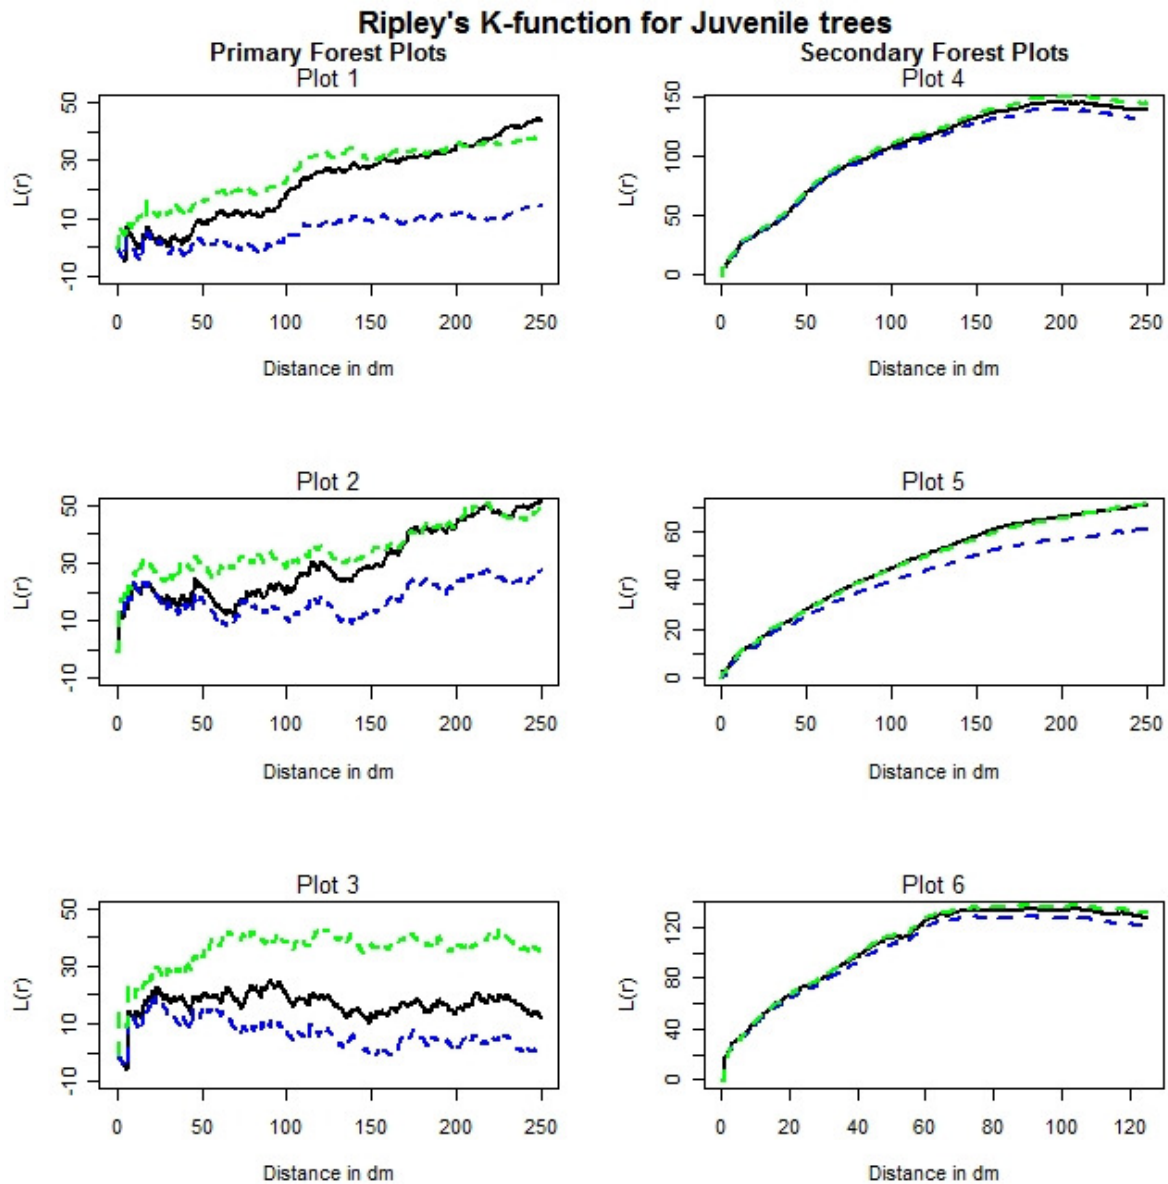 Ripley's K-function for Juvenile trees
Primary Forest Plots
Secondary Forest Plots
Plot 1
L(r)
-10 10 30 50
0 50 100 150 200 250
Distance in dm
Plot 4
L(r)
0 50 100 150
0 50 100 150 200 250
Distance in dm
Plot 2
L(r)
-10 10 30 50
0 50 100 150 200 250
Distance in dm
Plot 5
L(r)
0 20 40 60
0 50 100 150 200 250
Distance in dm
Plot 3
L(r)
-10 10 30 50
0 50 100 150 200 250
Distance in dm
Plot 6
L(r)
0 40 80 120
0 20 40 60 80 100 120
Distance in dm